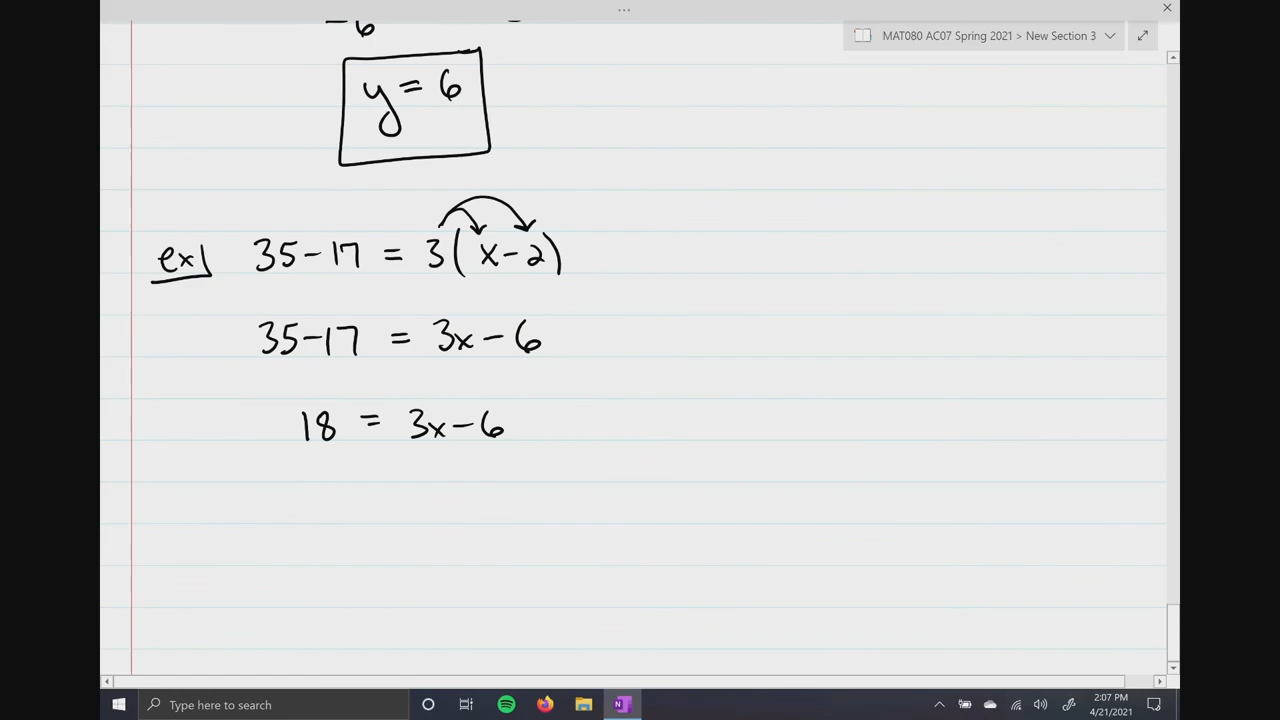 -6
MAT080 AC07 Spring 2021 > New Section 3
y = 6
ex| 35-17 = 3(x-2)
35-17 = 3x-6
18 = 3x-6
Type here to search
2:07 PM
4/21/2021